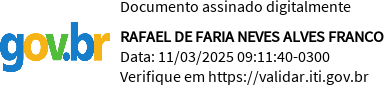 Documento assinado digitalmente
gov.br
RAFAEL DE FARIA NEVES ALVES FRANCO
Data: 11/03/2025 09:11:40-0300
Verifique em https://validar.iti.gov.br